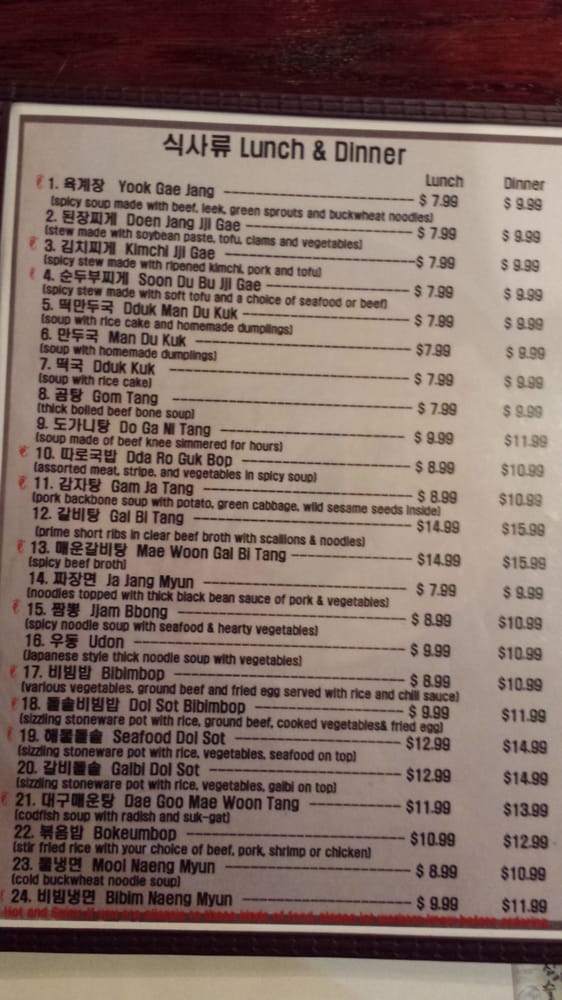 식사류 Lunch & Dinner
Lunch Dinner
1. 육계장 Yook Gae Jang $ 7.99 $ 9.99
(spicy soup made with beef, leek, green sprouts and buckwheat noodles)
2. 된장찌게 Doen Jang Jji Gae $ 7.99 $ 9.99
(stew made with soybean paste, tofu, clams and vegetables)
3. 김치찌게 Kimchi Jji Gae $ 7.99 $ 9.99
(spicy stew made with ripened kimchi, pork and tofu)
4. 순두부찌게 Soon Du Bu Jji Gae $ 7.99 $ 9.99
(spicy stew made with soft tofu and a choice of seafood or beef)
5. 떡만두국 Dduk Man Du Kuk $ 7.99 $ 9.99
(soup with rice cake and homemade dumplings)
6. 만두국 Man Du Kuk $7.99 $ 9.99
(soup with homemade dumplings)
7. 떡국 Dduk Kuk $ 7.99 $ 9.99
(soup with rice cake)
8. 곰탕 Gom Tang $ 7.99 $ 9.99
(thick boiled beef bone soup)
9. 도가니탕 Do Ga Ni Tang $ 9.99 $11.99
(soup made of beef knee simmered for hours)
10. 따로국밥 Dda Ro Guk Bop $ 8.99 $10.99
(assorted meat, stripe, and vegetables in spicy soup)
11. 감자탕 Gam Ja Tang $ 8.99 $10.99
(pork backbone soup with potato, green cabbage, wild sesame seeds inside)
12. 갈비탕 Gal Bi Tang $14.99 $15.99
(prime short ribs in clear beef broth with scallions & noodles)
13. 매운갈비탕 Mae Woon Gal Bi Tang $14.99 $15.99
(spicy beef broth)
14. 짜장면 Ja Jang Myun $ 7.99 $ 9.99
(noodles topped with thick black bean sauce of pork & vegetables)
15. 짬뽕 Jjam Bbong $ 8.99 $10.99
(spicy noodle soup with seafood & hearty vegetables)
16. 우동 Udon $ 9.99 $10.99
(Japanese style thick noodle soup with vegetables)
17. 비빔밥 Bibimbop $ 8.99 $10.99
(various vegetables, ground beef and fried egg served with rice and chili sauce)
18. 돌솥비빔밥 Dol Sot Bibimbop $ 9.99 $11.99
(sizzling stoneware pot with rice, ground beef, cooked vegetables& fried egg)
19. 해물돌솥 Seafood Dol Sot $12.99 $14.99
(sizzling stoneware pot with rice, vegetables, seafood on top)
20. 갈비돌솥 Galbi Dol Sot $12.99 $14.99
(sizzling stoneware pot with rice, vegetables, galbi on top)
21. 대구매운탕 Dae Goo Mae Woon Tang $11.99 $13.99
(codfish soup with radish and suk-gat)
22. 볶음밥 Bokeumbop $10.99 $12.99
(stir fried rice with your choice of beef, pork, shrimp or chicken)
23. 물냉면 Mool Naeng Myun $ 8.99 $10.99
(cold buckwheat noodle soup)
24. 비빔냉면 Bibim Naeng Myun $ 9.99 $11.99